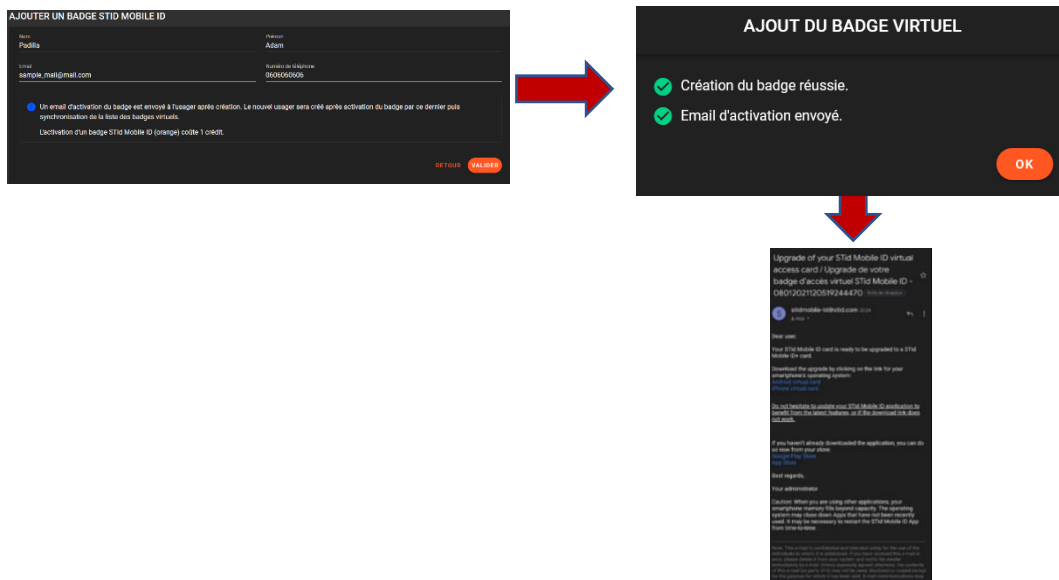 AJOUTER UN BADGE STID MOBILE ID
Nom
Padilla
Prénom
Adam
Email
sample_mail@mail.com
Numéro de téléphone
0606060606
Un email d'activation du badge est envoyé à l'usager après création. Le nouvel usager sera créé après activation du badge par ce dernier puis
synchronisation de la liste des badges virtuels.
L'activation d'un badge STid Mobile ID (orange) coûte 1 crédit.
RETOUR
VALIDER
AJOUT DU BADGE VIRTUEL
Création du badge réussie.
Email d'activation envoyé.
OK
Upgrade of your STid Mobile ID virtual
access card / Upgrade de votre
badge d'accès virtuel STid Mobile ID -
08012021120519244470
S
stidmobile-id@stid.com
Dear user,
Your STid Mobile ID card is ready to be upgraded to a STid
Mobile ID+ card.
Download the upgrade by clicking on the link for your
smartphone's operating system:
Android virtual card
iPhone virtual card
Do not hesitate to update your STid Mobile ID application to
benefit from the latest features, or if the download link does
not work.
If you haven't already downloaded the application, you can do
so now from your store:
Google Play Store
App Store
Best regards,
Your administrator
Caution: When you are using other applications, your
smartphone memory fills beyond capacity. The operating
system may close down Apps that have not been recently
used. It may be necessary to restart the STid Mobile ID App
from time-to-time